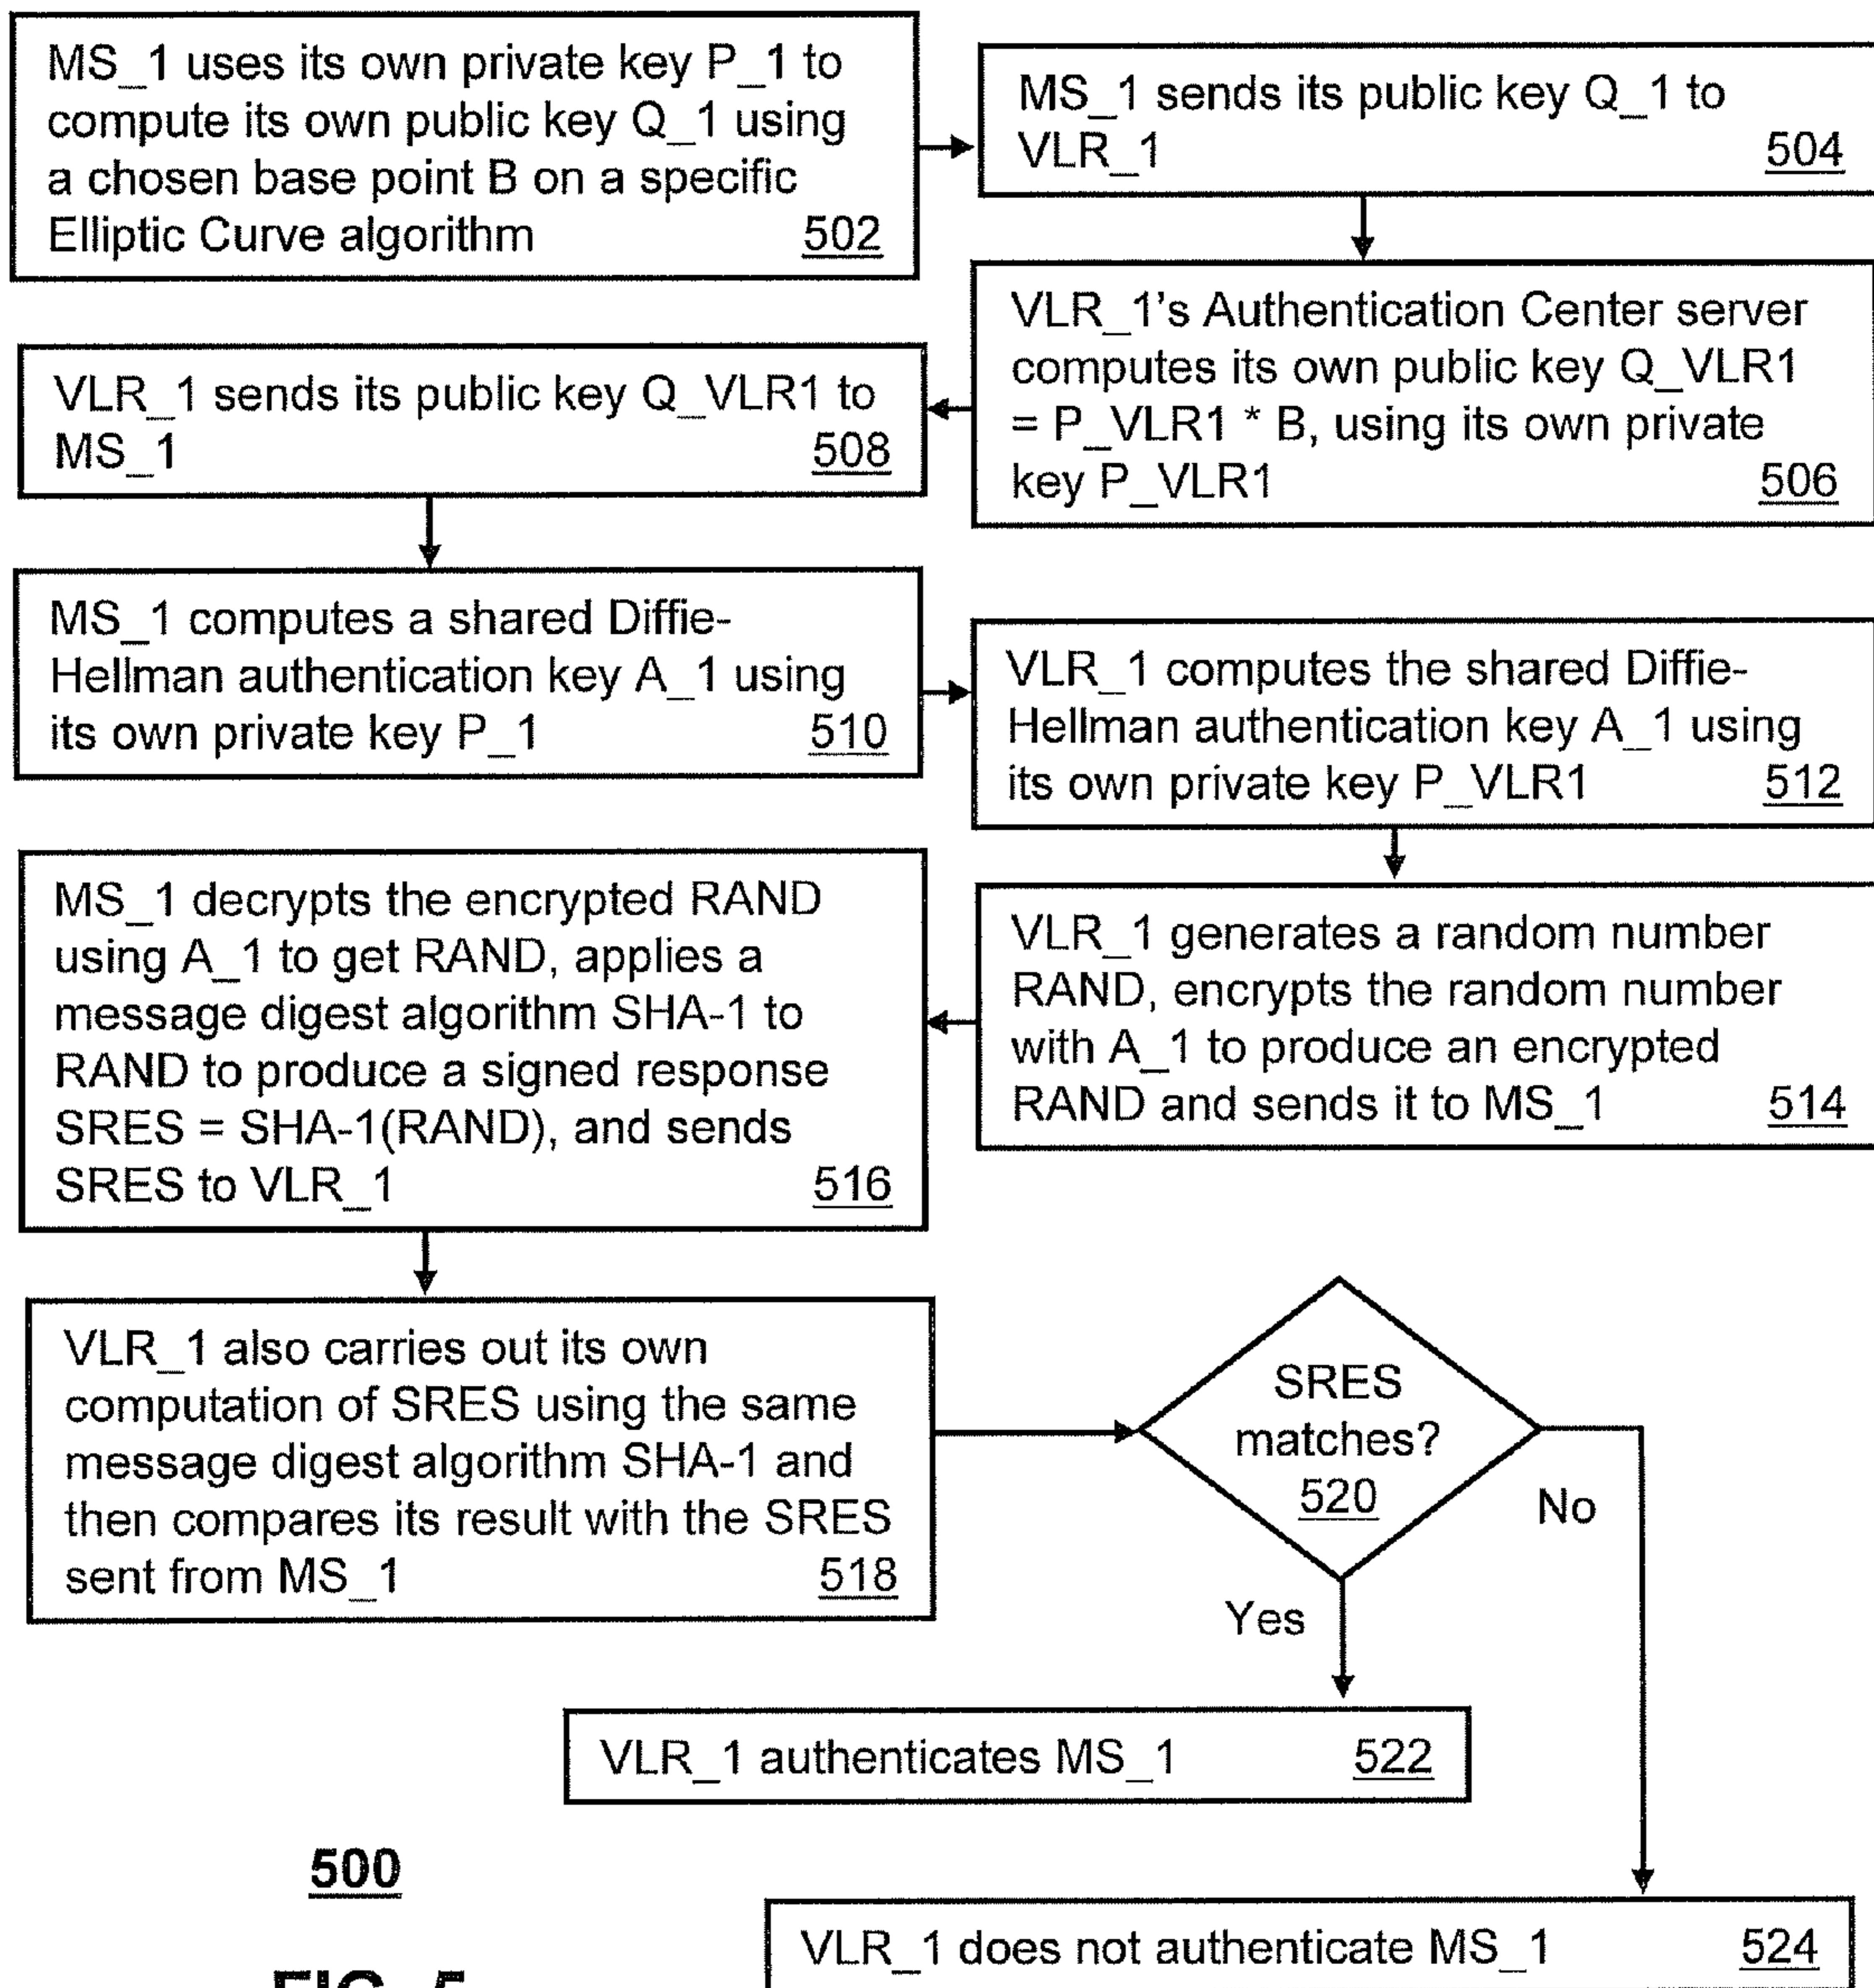 MS_1 uses its own private key P_1 to
compute its own public key Q_1 using
a chosen base point B on a specific
Elliptic Curve algorithm 502
MS_1 sends its public key Q_1 to
VLR_1 504
VLR_1's Authentication Center server
computes its own public key Q_VLR1
= P_VLR1 * B, using its own private
key P_VLR1 506
VLR_1 sends its public key Q_VLR1 to
MS_1 508
MS_1 computes a shared Diffie-
Hellman authentication key A_1 using
its own private key P_1 510
VLR_1 computes the shared Diffie-
Hellman authentication key A_1 using
its own private key P_VLR1 512
VLR_1 generates a random number
RAND, encrypts the random number
with A_1 to produce an encrypted
RAND and sends it to MS_1 514
MS_1 decrypts the encrypted RAND
using A_1 to get RAND, applies a
message digest algorithm SHA-1 to
RAND to produce a signed response
SRES = SHA-1(RAND), and sends
SRES to VLR_1 516
VLR_1 also carries out its own
computation of SRES using the same
message digest algorithm SHA-1 and
then compares its result with the SRES
sent from MS_1 518
SRES
matches?
520
No
Yes
VLR_1 authenticates MS_1 522
500
VLR_1 does not authenticate MS_1 524
FIG. 5